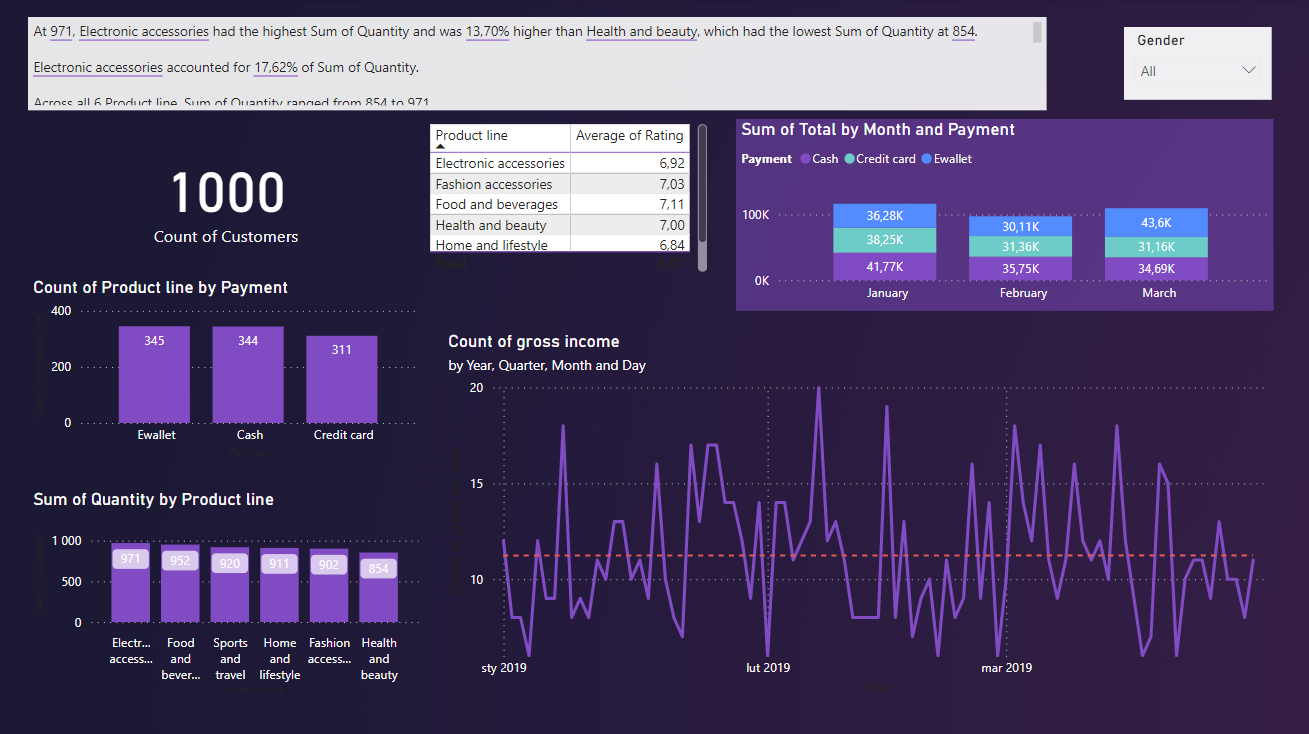 At 971, Electronic accessories had the highest Sum of Quantity and was 13,70% higher than Health and beauty, which had the lowest Sum of Quantity at 854.
Electronic accessories accounted for 17,62% of Sum of Quantity.
Across all 6 Product line, Sum of Quantity ranged from 854 to 971.
Gender
All
1000
Count of Customers
Product line Average of Rating
Electronic accessories 6,92
Fashion accessories 7,03
Food and beverages 7,11
Health and beauty 7,00
Home and lifestyle 6,84
Total
Sum of Total by Month and Payment
Payment Cash Credit card Ewallet
100K
0K
36,28K 30,11K 43,6K
38,25K 31,36K 31,16K
41,77K 35,75K 34,69K
January February March
Count of Product line by Payment
400
200
0
345 344 311
Ewallet Cash Credit card
Sum of Quantity by Product line
1 000
500
0
971 952 920 911 902 854
Electr... Food Sports Home Fashion Health
access... and and and access... and
bever... travel lifestyle beauty
Count of gross income
by Year, Quarter, Month and Day
20
15
10
sty 2019 lut 2019 mar 2019